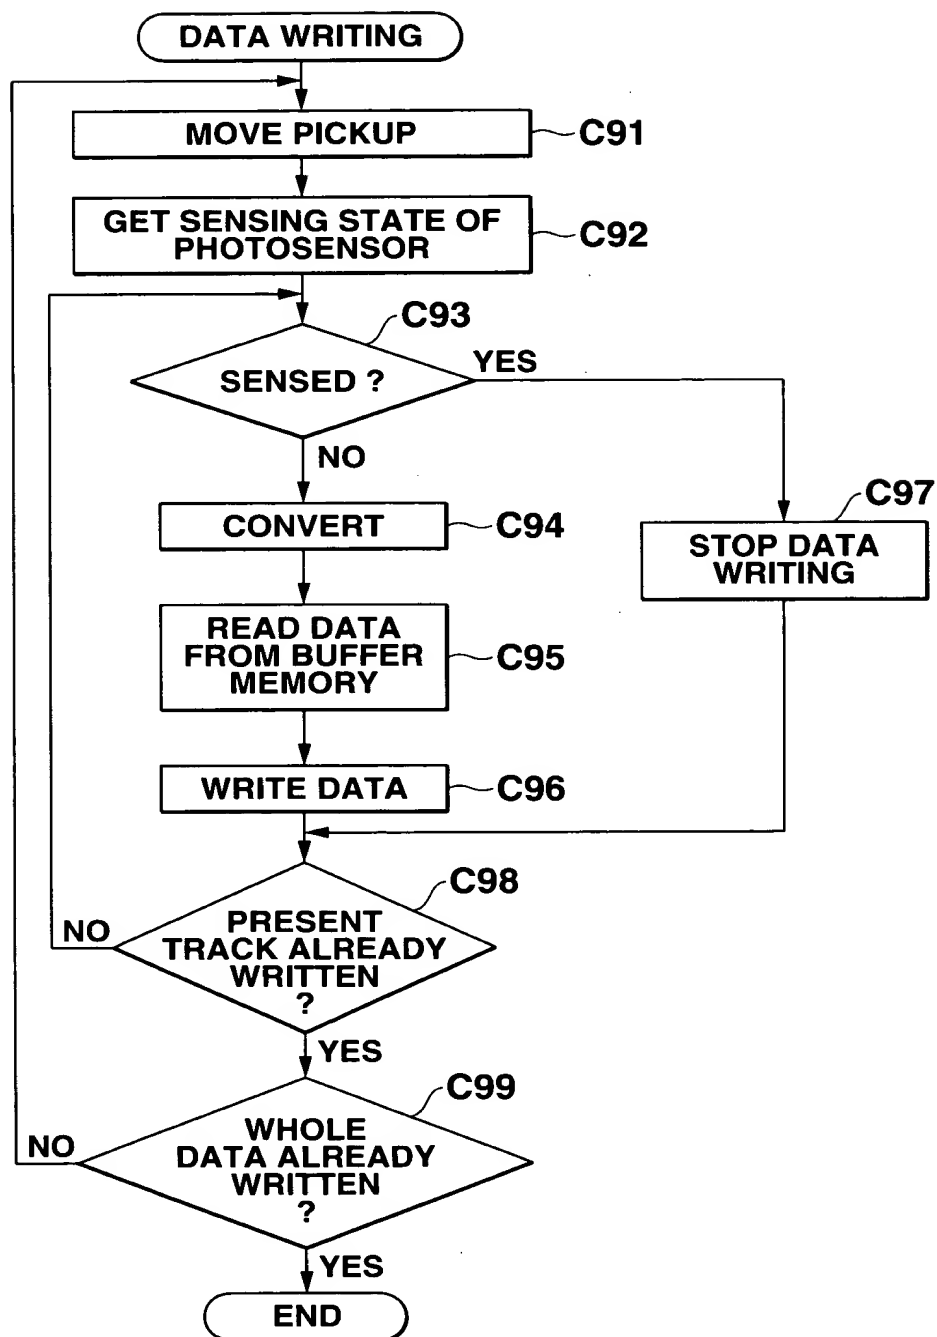 DATA WRITING
MOVE PICKUP
C91
GET SENSING STATE OF
PHOTOSENSOR
C92
C93
SENSED ?
YES
NO
CONVERT
C94
C97
STOP DATA
WRITING
READ DATA
FROM BUFFER
MEMORY
C95
WRITE DATA
C96
C98
PRESENT
TRACK ALREADY
WRITTEN
?
NO
YES
C99
WHOLE
DATA ALREADY
WRITTEN
?
NO
YES
END